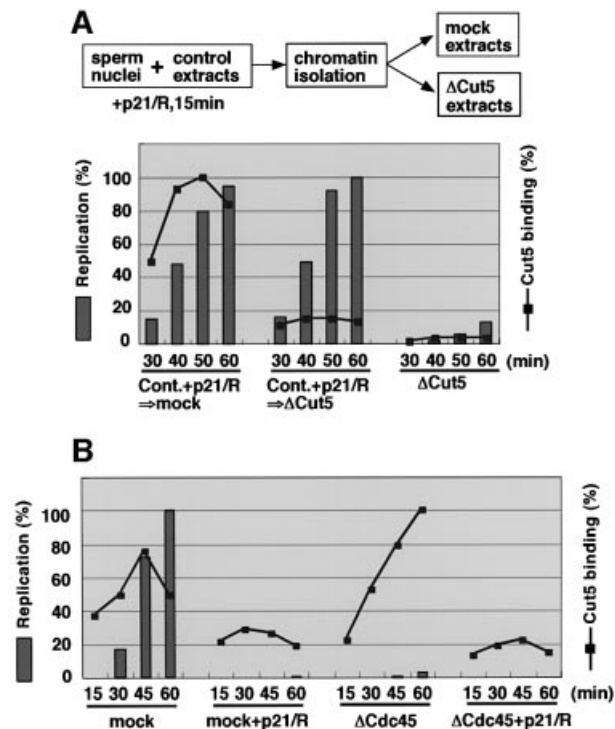 A
sperm nuclei + control extracts
chromatin isolation
mock extracts
ΔCut5 extracts
+p21/R,15min
Replication (%)
100
80
60
40
20
0
Cut5 binding (%)
30 40 50 60 30 40 50 60 30 40 50 60 (min)
Cont.+p21/R ⇒mock
Cont.+p21/R ⇒ΔCut5
ΔCut5
B
Replication (%)
100
80
60
40
20
0
Cut5 binding (%)
15 30 45 60 15 30 45 60 15 30 45 60 15 30 45 60 (min)
mock mock+p21/R ΔCdc45 ΔCdc45+p21/R